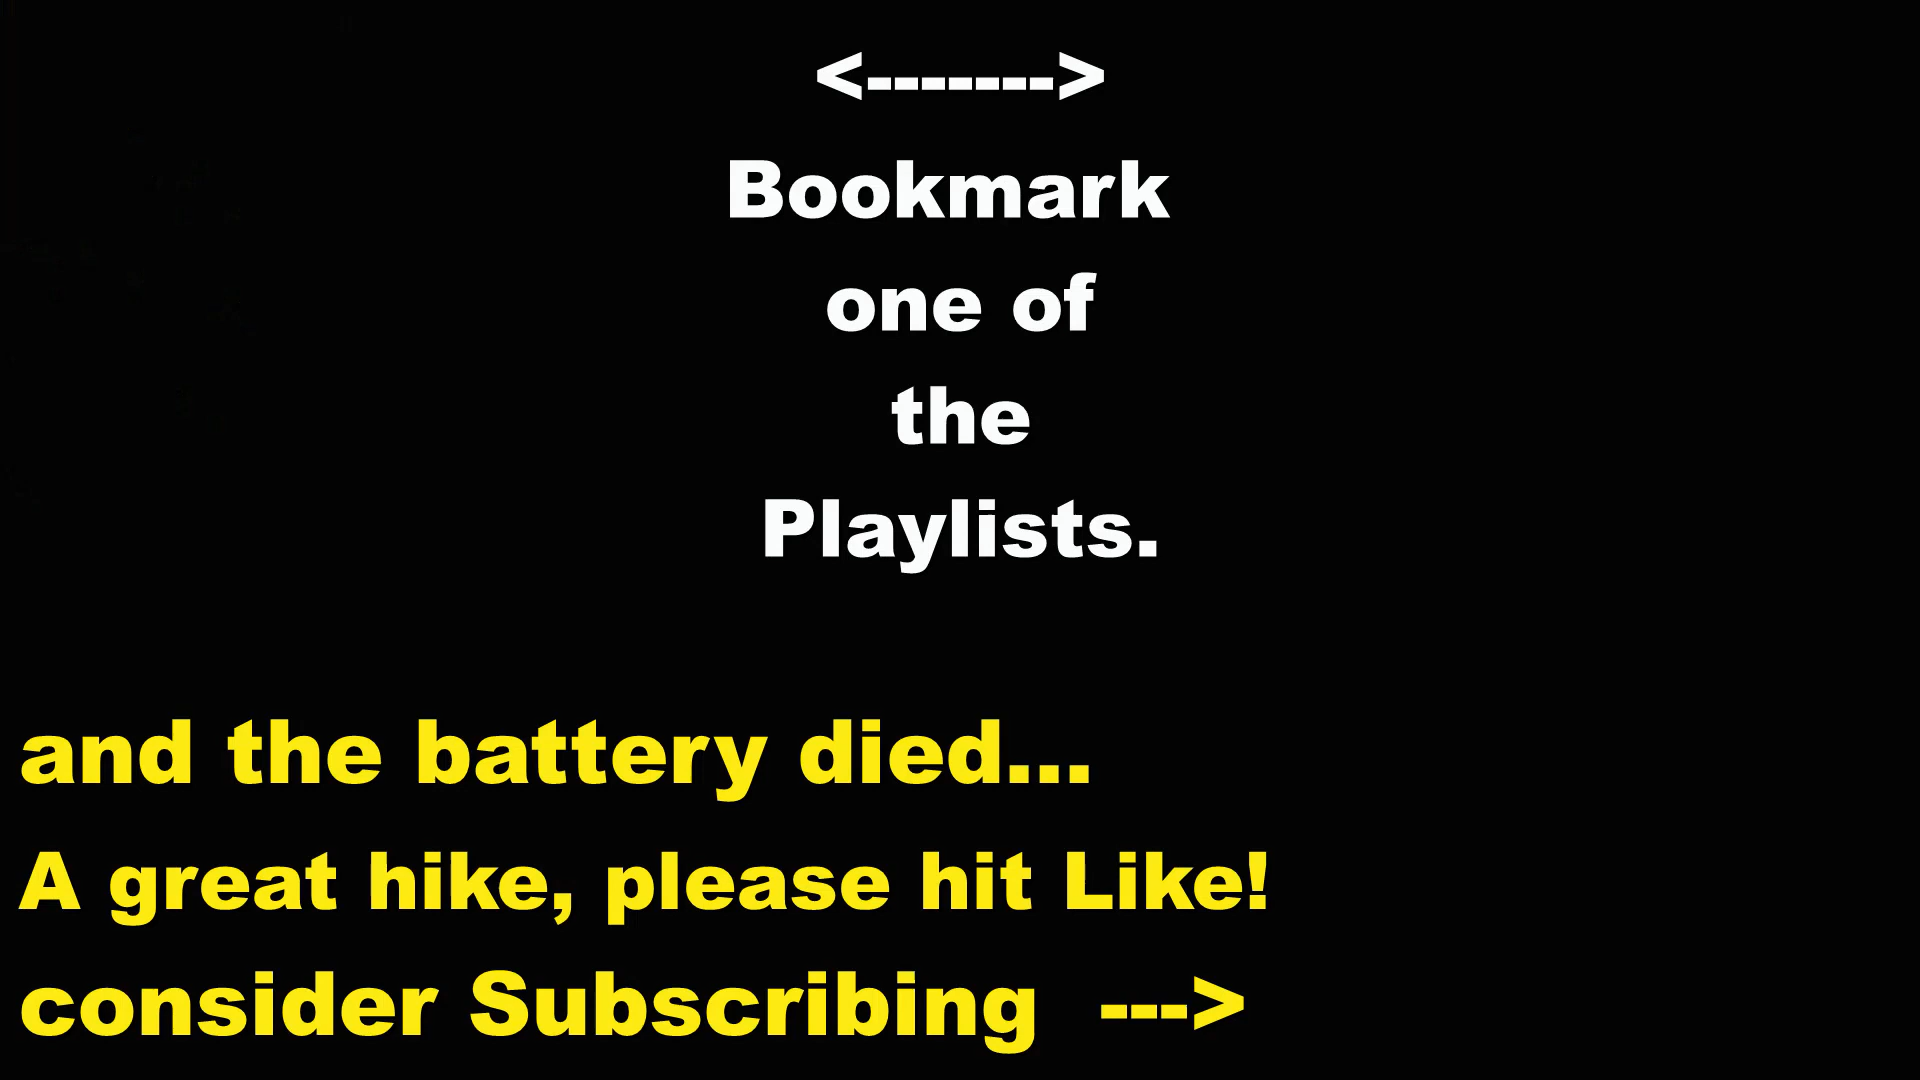 <------->
Bookmark
one of
the
Playlists.
and the battery died...
A great hike, please hit Like!
consider Subscribing --->